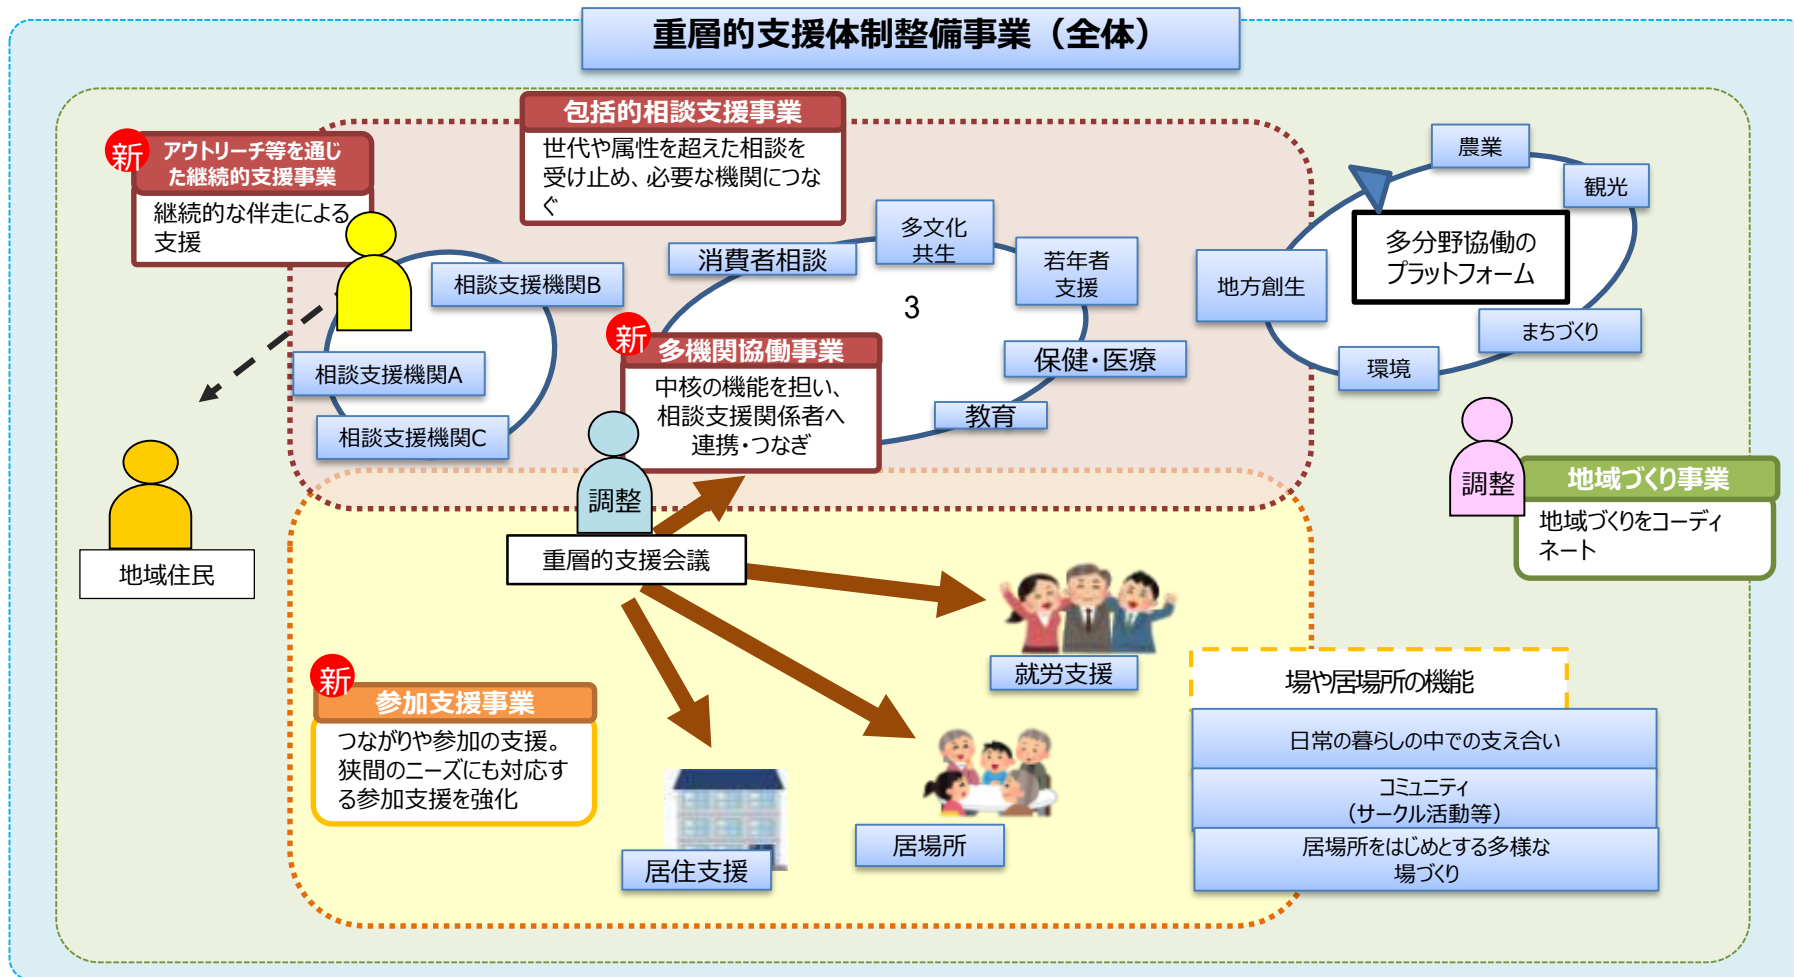 重層的支援体制整備事業（全体）
包括的相談支援事業
世代や属性を超えた相談を
受け止め、必要な機関につな
ぐ
新
アウトリーチ等を通じ
た継続的支援事業
継続的な伴走による
支援
相談支援機関B
相談支援機関A
相談支援機関C
消費者相談
多文化
共生
若年者
支援
3
保健・医療
教育
新
多機関協働事業
中核の機能を担い、
相談支援関係者へ
連携・つなぎ
調整
重層的支援会議
農業
観光
多分野協働の
プラットフォーム
地方創生
まちづくり
環境
調整
地域づくり事業
地域づくりをコーディ
ネート
地域住民
新
参加支援事業
つながりや参加の支援。
狭間のニーズにも対応す
る参加支援を強化
就労支援
居場所
居住支援
場や居場所の機能
日常の暮らしの中での支え合い
コミュニティ
（サークル活動等）
居場所をはじめとする多様な
場づくり